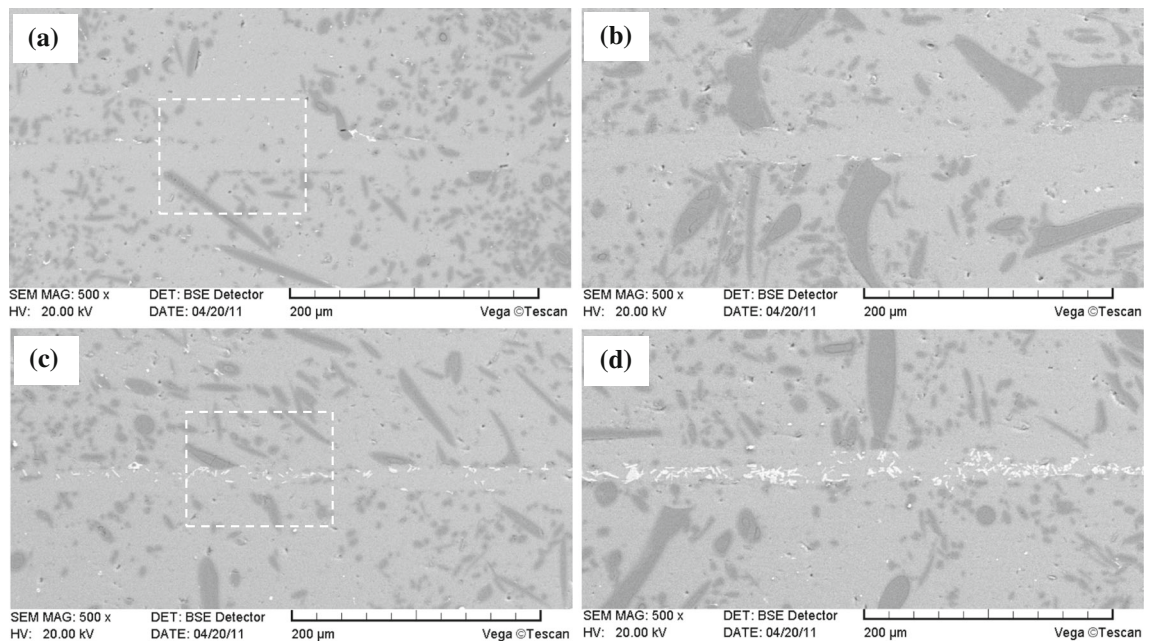 (a)
(b)
SEM MAG: 500 x DET: BSE Detector
HV: 20.00 kV DATE: 04/20/11 200 µm Vega ©Tescan
SEM MAG: 500 x DET: BSE Detector
HV: 20.00 kV DATE: 04/20/11 200 µm Vega ©Tescan
(c)
(d)
SEM MAG: 500 x DET: BSE Detector
HV: 20.00 kV DATE: 04/20/11 200 µm Vega ©Tescan
SEM MAG: 500 x DET: BSE Detector
HV: 20.00 kV DATE: 04/20/11 200 µm Vega ©Tescan